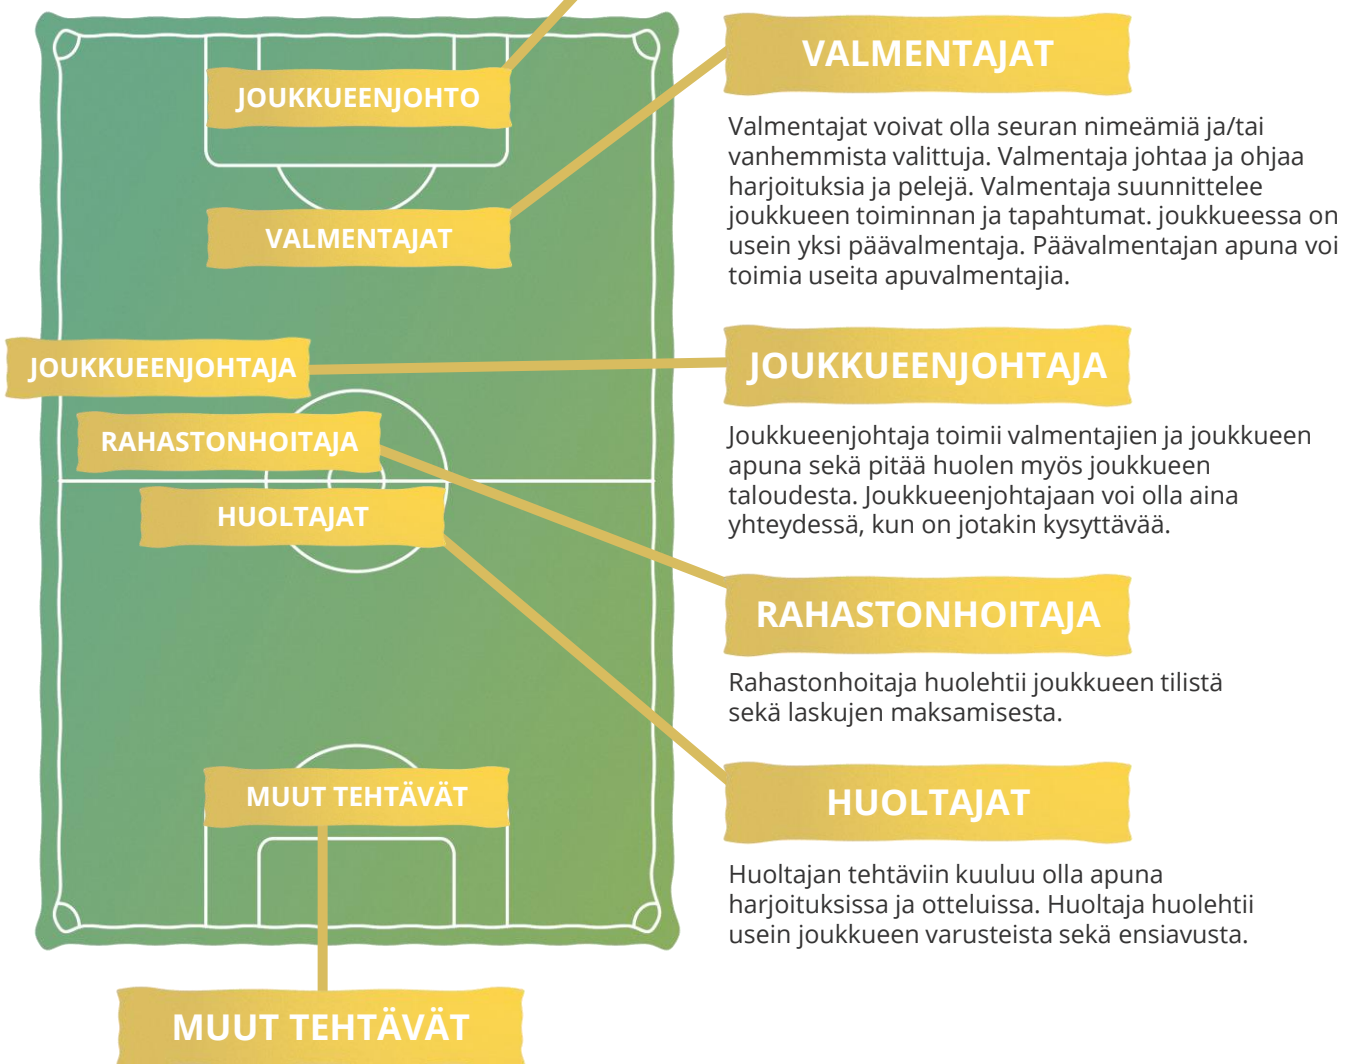 JOUKKUEENJOHTO
VALMENTAJAT
JOUKKUEENJOHTAJA
RAHASTONHOITAJA
HUOLTAJAT
MUUT TEHTÄVÄT
MUUT TEHTÄVÄT
VALMENTAJAT
Valmentajat voivat olla seuran nimeämiä ja/tai
vanhemmista valittuja. Valmentaja johtaa ja ohjaa
harjoituksia ja pelejä. Valmentaja suunnittelee
joukkueen toiminnan ja tapahtumat. joukkueessa on
usein yksi päävalmentaja. Päävalmentajan apuna voi
toimia useita apuvalmentajia.
JOUKKUEENJOHTAJA
Joukkueenjohtaja toimii valmentajien ja joukkueen
apuna sekä pitää huolen myös joukkueen
taloudesta. Joukkueenjohtajaan voi olla aina
yhteydessä, kun on jotakin kysyttävää.
RAHASTONHOITAJA
Rahastonhoitaja huolehtii joukkueen tilistä
sekä laskujen maksamisesta.
HUOLTAJAT
Huoltajan tehtäviin kuuluu olla apuna
harjoituksissa ja otteluissa. Huoltaja huolehtii
usein joukkueen varusteista sekä ensiavusta.